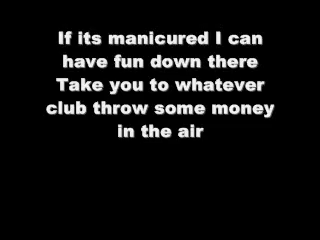 If its manicured I can
have fun down there
Take you to whatever
club throw some money
in the air